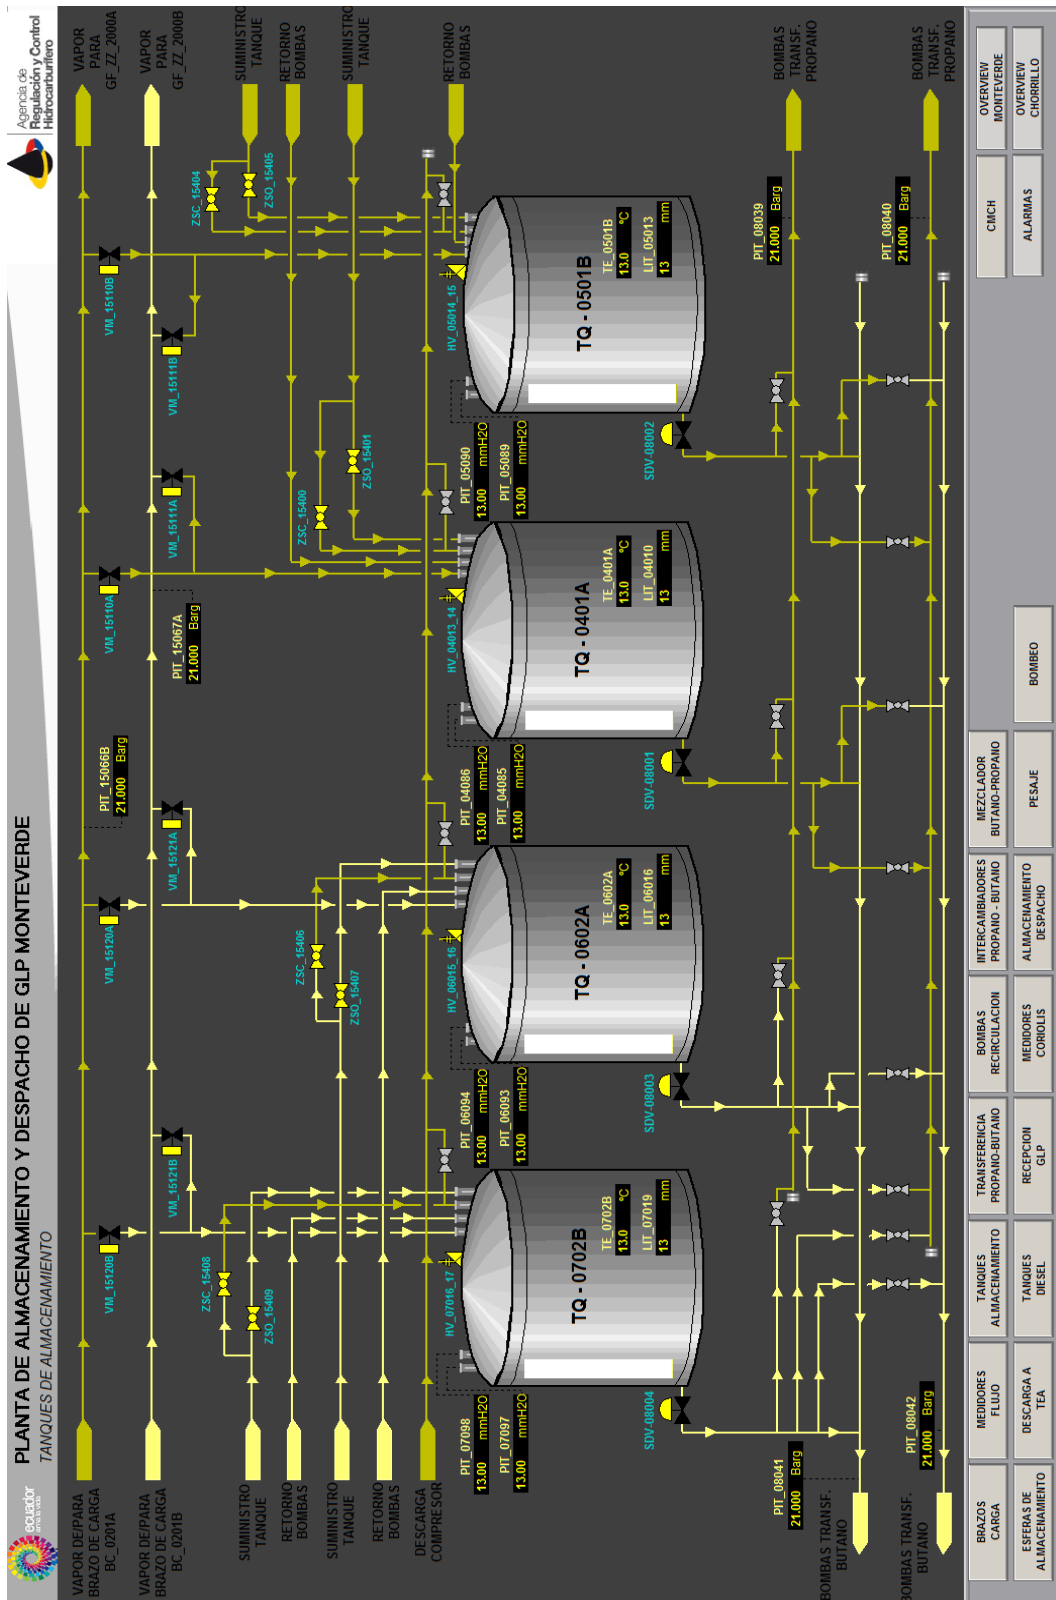 ecuador
ama la vida
PLANTA DE ALMACENAMIENTO Y DESPACHO DE GLP MONTEVERDE
TANQUES DE ALMACENAMIENTO
Agencia de
Regulación y Control
Hidrocarburífero
VAPOR DE/PARA
BRAZO DE CARGA
BC_0201A
VAPOR DE/PARA
BRAZO DE CARGA
BC_0201B
SUMINISTRO
TANQUE
RETORNO
BOMBAS
SUMINISTRO
TANQUE
RETORNO
BOMBAS
DESCARGA
COMPRESOR
VAPOR
PARA
GF_ZZ_2000A
VAPOR
PARA
GF_ZZ_2000B
SUMINISTRO
TANQUE
RETORNO
BOMBAS
SUMINISTRO
TANQUE
RETORNO
BOMBAS
VM_15120B
VM_15121B
VM_15120A
VM_15121A
PIT_15066B
21.000 Barg
PIT_15067A
21.000 Barg
VM_15110A
VM_15111A
VM_15110B
VM_15111B
ZSC_15408
ZSO_15409
ZSC_15406
ZSO_15407
ZSC_15400
ZSO_15401
ZSC_15404
ZSO_15405
HV_07016_17
HV_06015_16
HV_04013_14
HV_05014_15
PIT_07098
13.00 mmH2O
PIT_07097
13.00 mmH2O
TQ - 0702B
TE_0702B
13.0 °C
LIT_07019
13 mm
PIT_06094
13.00 mmH2O
PIT_06093
13.00 mmH2O
TQ - 0602A
TE_0602A
13.0 °C
LIT_06016
13 mm
PIT_04086
13.00 mmH2O
PIT_04085
13.00 mmH2O
TQ - 0401A
TE_0401A
13.0 °C
LIT_04010
13 mm
PIT_05090
13.00 mmH2O
PIT_05089
13.00 mmH2O
TQ - 0501B
TE_0501B
13.0 °C
LIT_05013
13 mm
SDV-08004
SDV-08003
SDV-08001
SDV-08002
PIT_08041
21.000 Barg
PIT_08042
21.000 Barg
PIT_08039
21.000 Barg
PIT_08040
21.000 Barg
BOMBAS TRANSF.
BUTANO
BOMBAS TRANSF.
BUTANO
BOMBAS
TRANSF.
PROPANO
BOMBAS
TRANSF.
PROPANO
BRAZOS
CARGA
MEDIDORES
FLUJO
TANQUES
ALMACENAMIENTO
TRANSFERENCIA
PROPANO-BUTANO
BOMBAS
RECIRCULACION
INTERCAMBIADORES
PROPANO - BUTANO
MEZCLADOR
BUTANO-PROPANO
CMCH
OVERVIEW
MONTEVERDE
ESFERAS DE
ALMACENAMIENTO
DESCARGA A
TEA
TANQUES
DIESEL
RECEPCION
GLP
MEDIDORES
CORIOLIS
ALMACENAMIENTO
DESPACHO
PESAJE
BOMBEO
ALARMAS
OVERVIEW
CHORRILLO